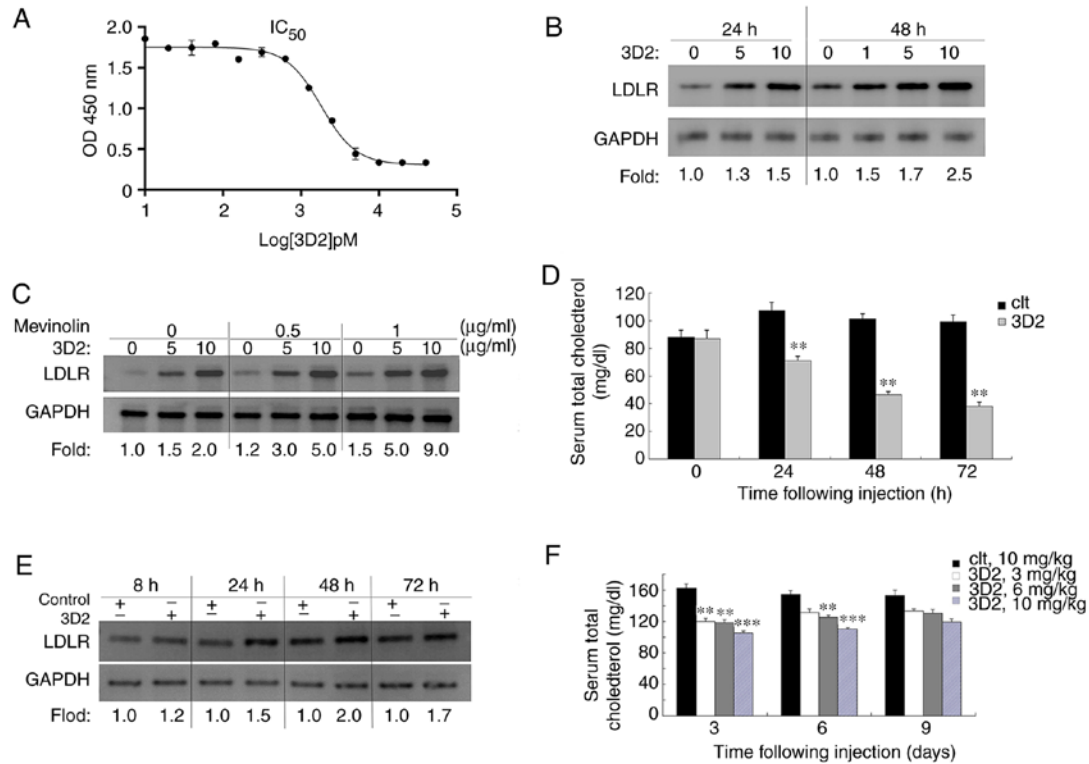 A
IC50
2.0
1.5
1.0
0.5
0
OD 450 nm
1 2 3 4 5
Log[3D2]pM
B
24 h 48 h
3D2: 0 5 10 0 1 5 10
LDLR
GAPDH
Fold: 1.0 1.3 1.5 1.0 1.5 1.7 2.5
C
Mevinolin 0 0.5 1 (µg/ml)
3D2: 0 5 10 0 5 10 0 5 10 (µg/ml)
LDLR
GAPDH
Fold: 1.0 1.5 2.0 1.2 3.0 5.0 1.5 5.0 9.0
D
Serum total choledterol
(mg/dl)
120
100
80
60
40
20
0
clt
3D2
**
**
**
0 24 48 72
Time following injection (h)
E
8 h 24 h 48 h 72 h
Control + − + − + − + −
3D2 − + − + − + − +
LDLR
GAPDH
Flod: 1.0 1.2 1.0 1.5 1.0 2.0 1.0 1.7
F
Serum total
choledterol (mg/dl)
160
120
80
160
0
clt, 10 mg/kg
3D2, 3 mg/kg
3D2, 6 mg/kg
3D2, 10 mg/kg
** ** ***
** ***
3 6 9
Time following injection (days)